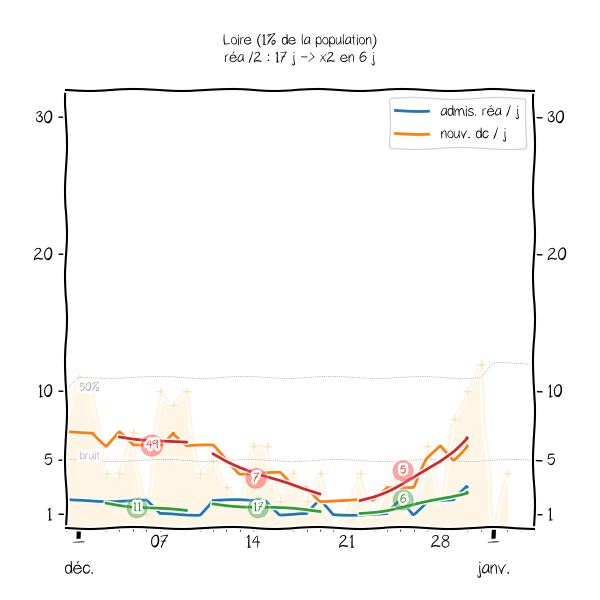 Loire (1% de la population)
réa /2 : 17 j -> x2 en 6 j
admis. réa / j
nouv. dc / j
30 30
20 20
10 10
50%
bruit
5 5
1 1
49
7
5
11
17
6
07 14 21 28
déc. janv.